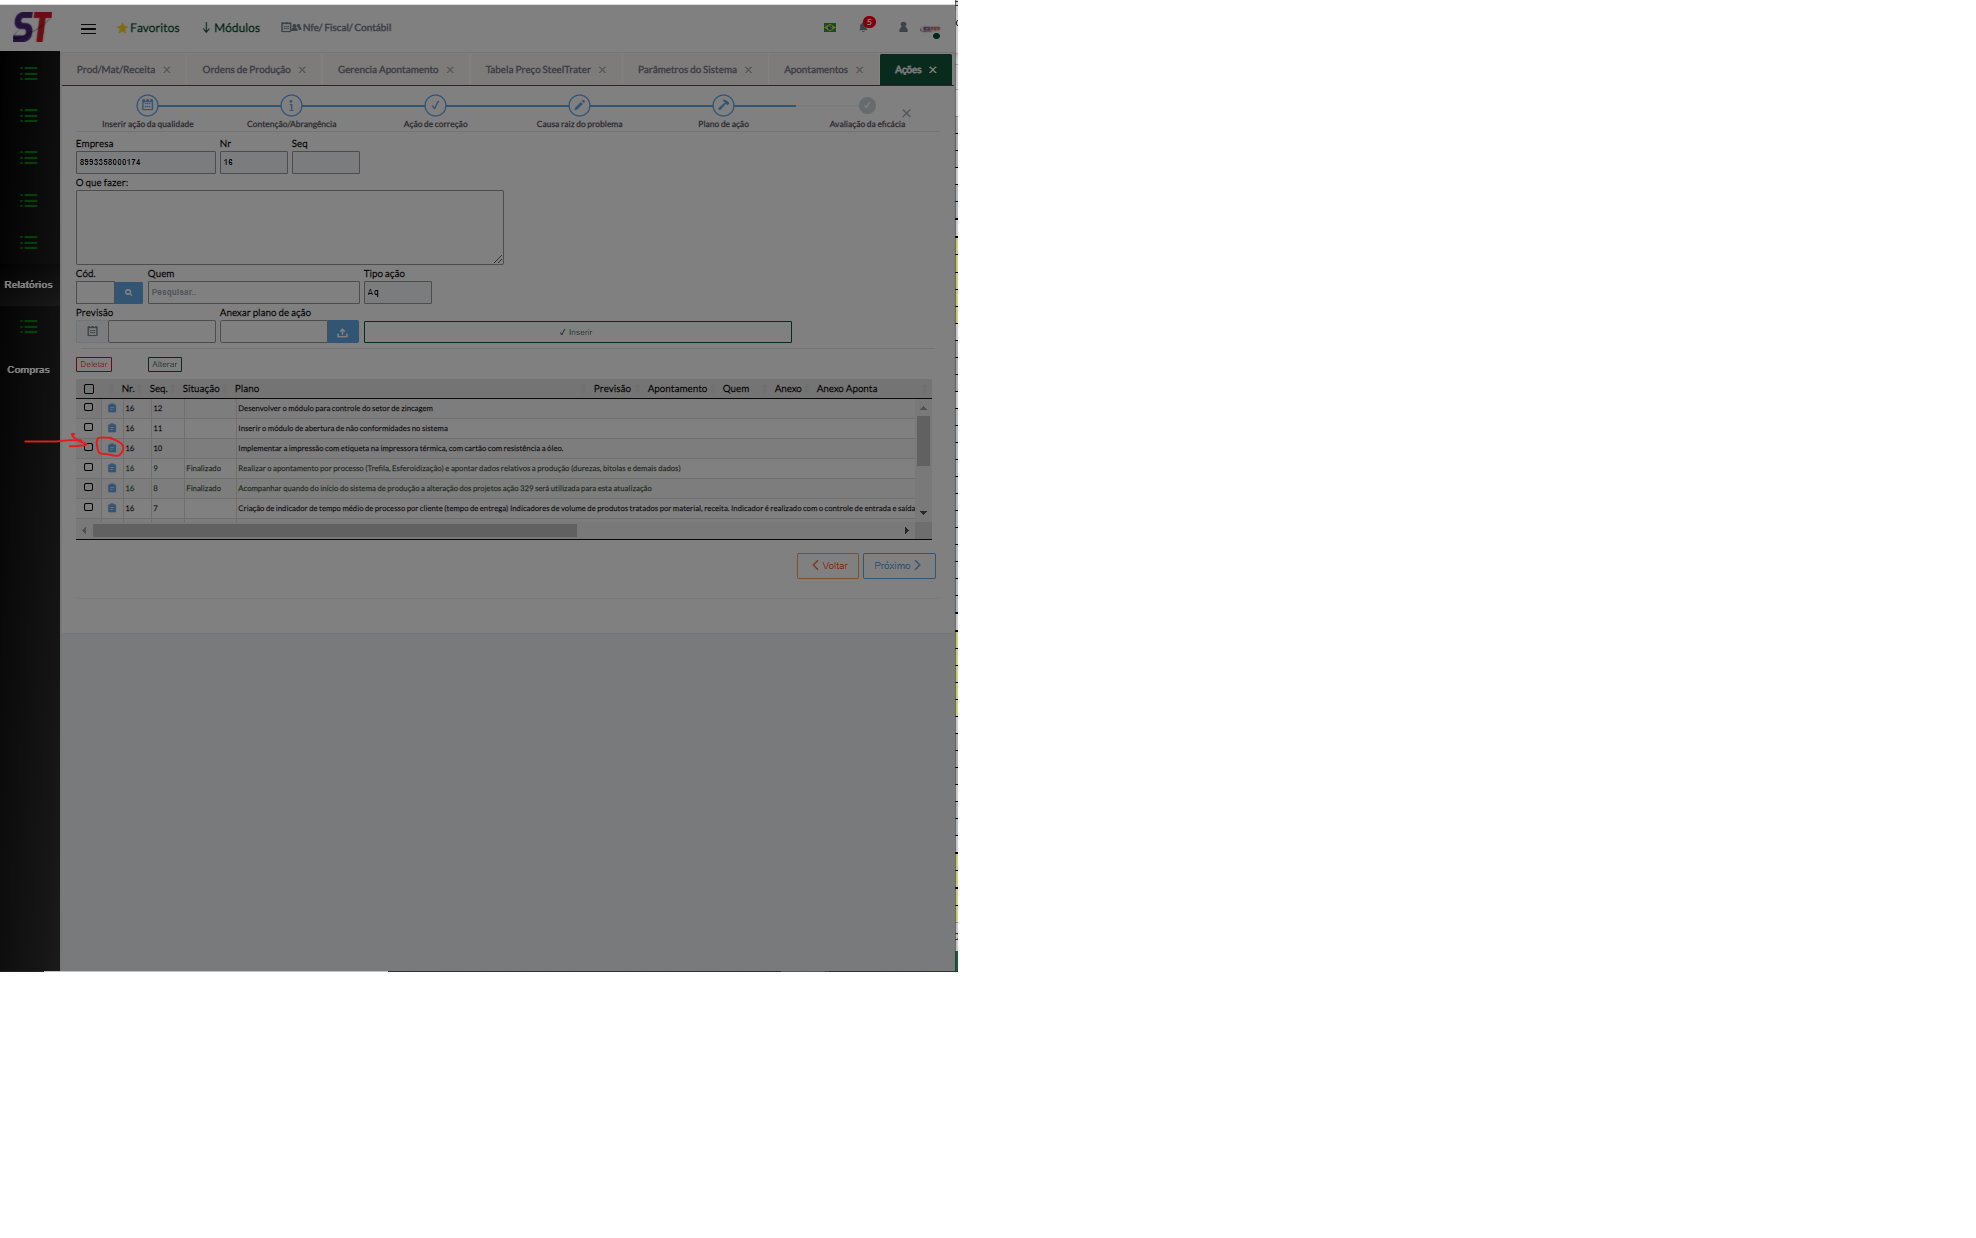 ST
Favoritos
Módulos
Nfe/ Fiscal/ Contábil
5
Prod/Mat/Receita
Ordens de Produção
Gerencia Apontamento
Tabela Preço SteelTrater
Parâmetros do Sistema
Apontamentos
Ações
Inserir ação da qualidade
Contenção/Abrangência
Ação de correção
Causa raiz do problema
Plano de ação
Avaliação da eficácia
Empresa Nr Seq
8993358000174 16
O que fazer:
Cód. Quem Tipo ação
Pesquisar... Aq
Previsão Anexar plano de ação
Inserir
Deletar Alterar
Nr. Seq. Situação Plano Previsão Apontamento Quem Anexo Anexo Aponta
16 12 Desenvolver o módulo para controle do setor de zincagem
16 11 Inserir o módulo de abertura de não conformidades no sistema
16 10 Implementar a impressão com etiqueta na impressora térmica, com cartão com resistência a óleo.
16 9 Finalizado Realizar o apontamento por processo (Trefila, Esferoidização) e apontar dados relativos a produção (durezas, bitolas e demais dados)
16 8 Finalizado Acompanhar quando do inicio do sistema de produção a alteração dos projetos ação 329 será utilizada para esta atualização
16 7 Criação de indicador de tempo médio de processo por cliente (tempo de entrega) Indicadores de volume de produtos tratados por material, receita. Indicador é realizado com o controle de entrada e saída
Voltar Próximo
Relatórios
Compras